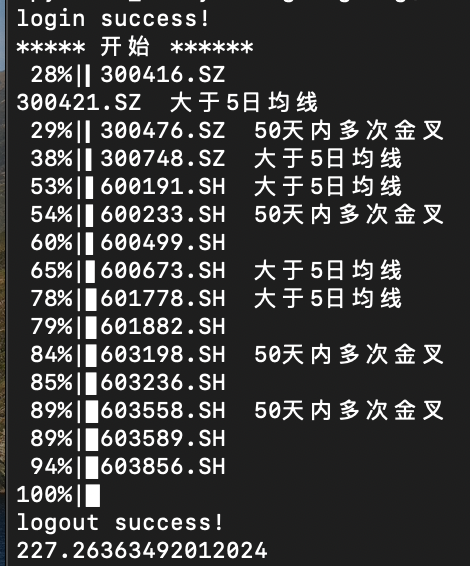 login success!
***** 开始 ******
28%|▌300416.SZ
300421.SZ 大于5日均线
29%|▌300476.SZ 50天内多次金叉
38%|▌300748.SZ 大于5日均线
53%|▋600191.SH 大于5日均线
54%|▋600233.SH 50天内多次金叉
60%|▋600499.SH
65%|▊600673.SH 大于5日均线
78%|▊601778.SH 大于5日均线
79%|▊601882.SH
84%|▉603198.SH 50天内多次金叉
85%|▉603236.SH
89%|▉603558.SH 50天内多次金叉
89%|▉603589.SH
94%|▉603856.SH
100%|█
logout success!
227.26363492012024